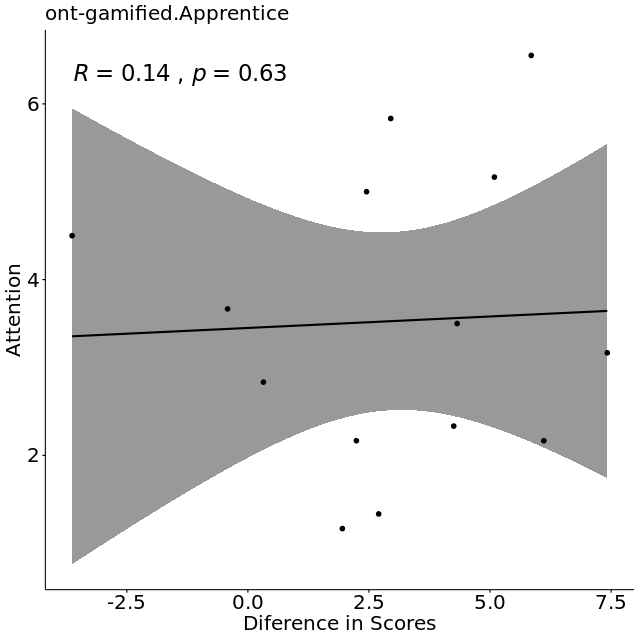 ont-gamified.Apprentice
R = 0.14 , p = 0.63
6
4
2
Attention
-2.5 0.0 2.5 5.0 7.5
Diference in Scores